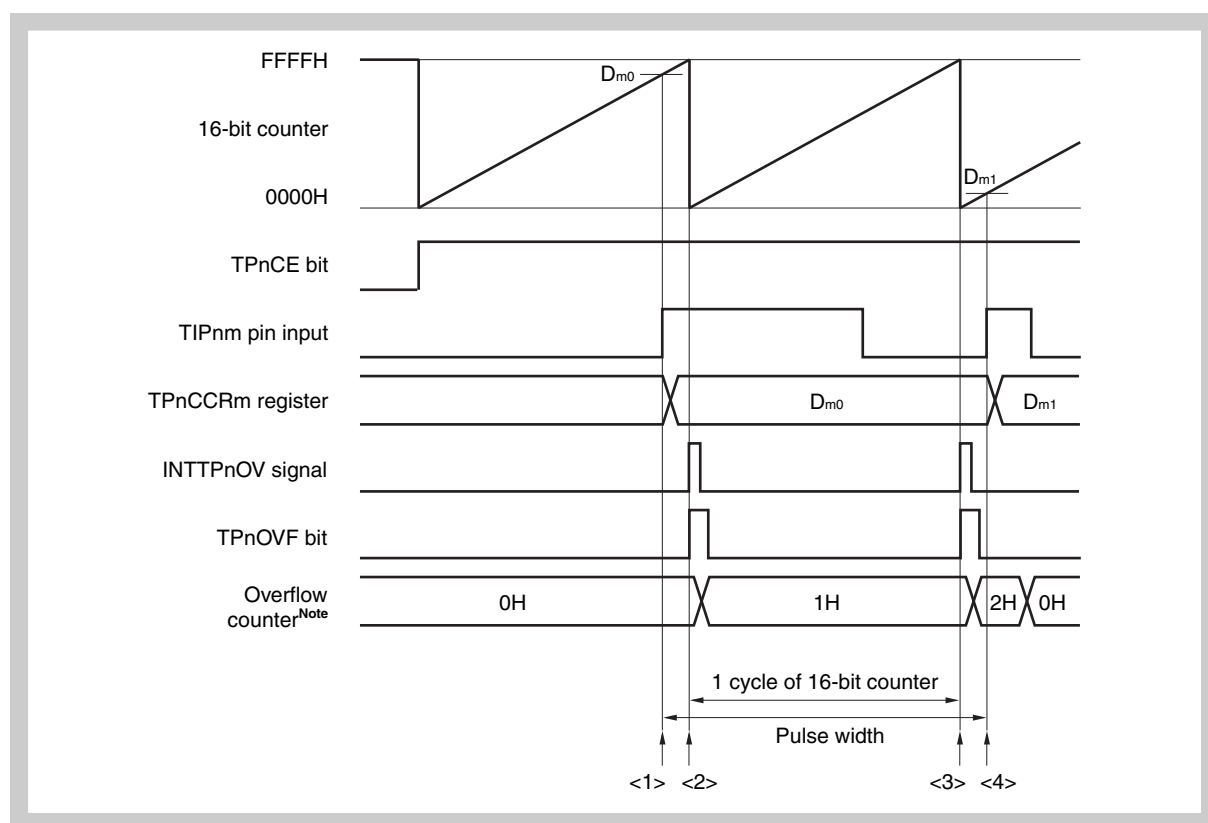 FFFFH
Dm0
16-bit counter
0000H
Dm1
TPnCE bit
TIPnm pin input
TPnCCRm register
Dm0
Dm1
INTTPnOV signal
TPnOVF bit
Overflow
counterNote
0H
1H
2H
0H
1 cycle of 16-bit counter
Pulse width
<1> <2> <3> <4>